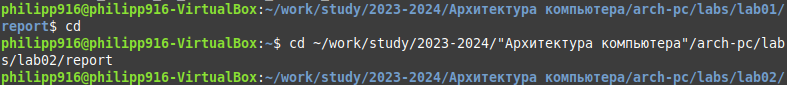 philipp916@philipp916-VirtualBox:~/work/study/2023-2024/Архитектура компьютера/arch-pc/labs/lab01/
report$ cd
philipp916@philipp916-VirtualBox:~$ cd ~/work/study/2023-2024/"Архитектура компьютера"/arch-pc/lab
s/lab02/report
philipp916@philipp916-VirtualBox:~/work/study/2023-2024/Архитектура компьютера/arch-pc/labs/lab02/